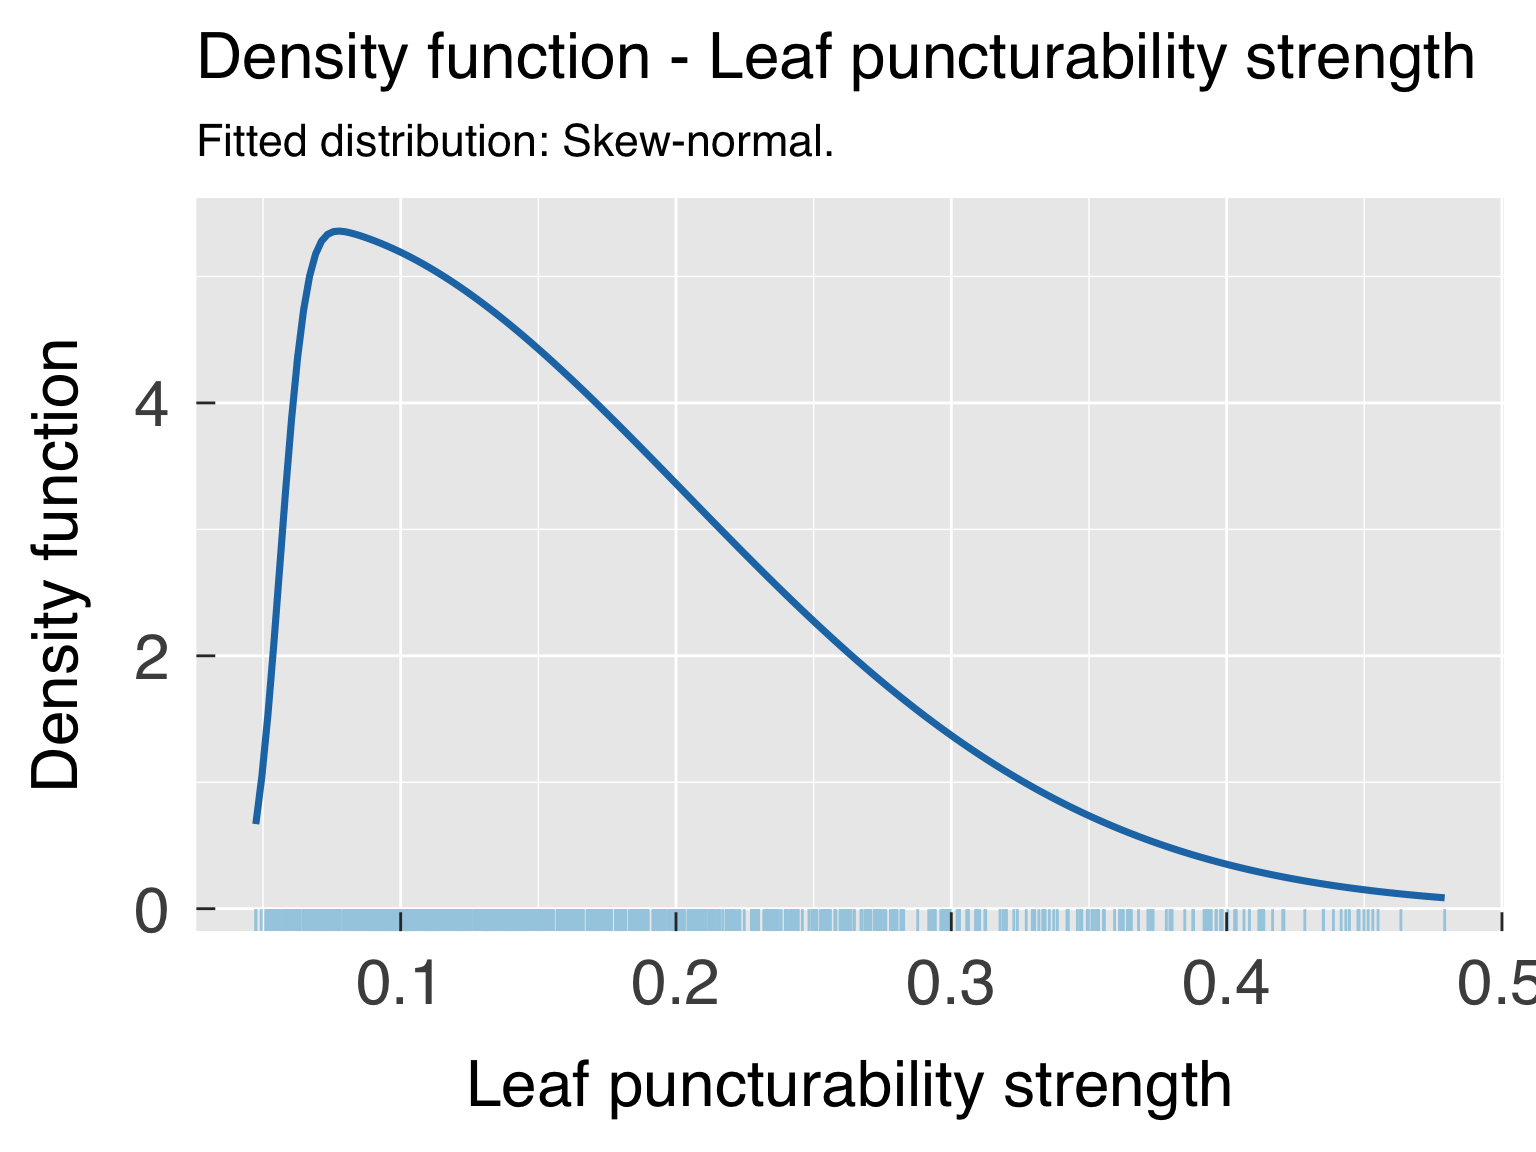 Density function - Leaf puncturability strength
Fitted distribution: Skew-normal.
Density function
4
2
0
0.1 0.2 0.3 0.4 0.5
Leaf puncturability strength